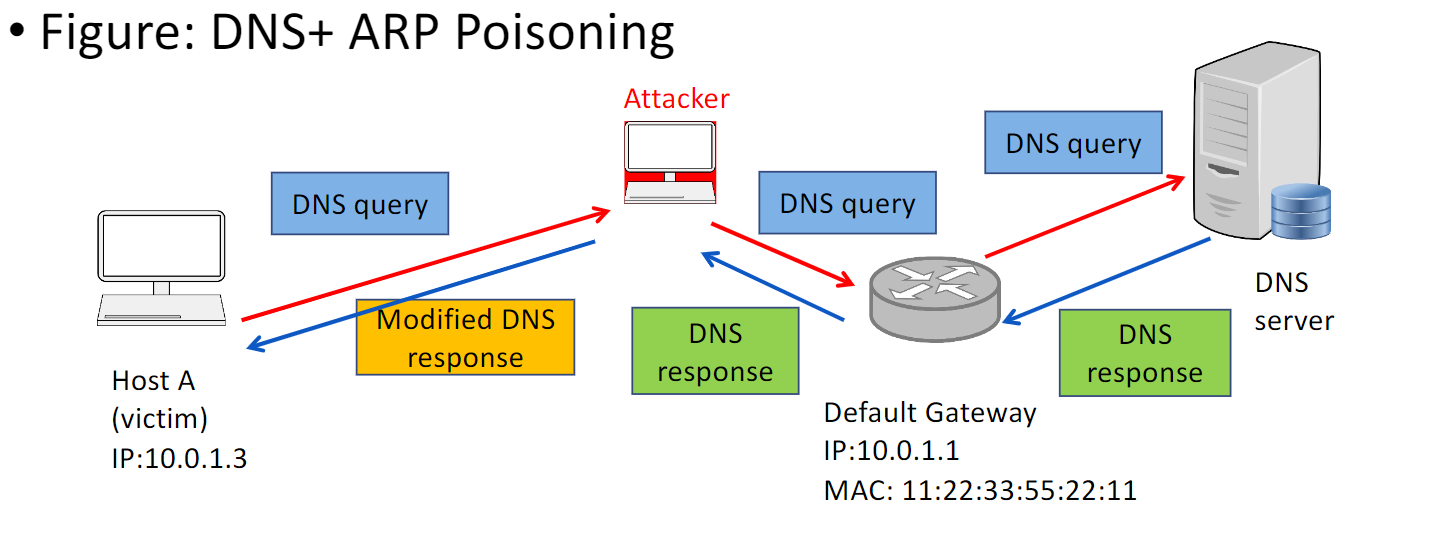 • Figure: DNS+ ARP Poisoning
Attacker
DNS query
DNS query
DNS query
Modified DNS
response
DNS
response
DNS
response
DNS
server
Host A
(victim)
IP:10.0.1.3
Default Gateway
IP:10.0.1.1
MAC: 11:22:33:55:22:11